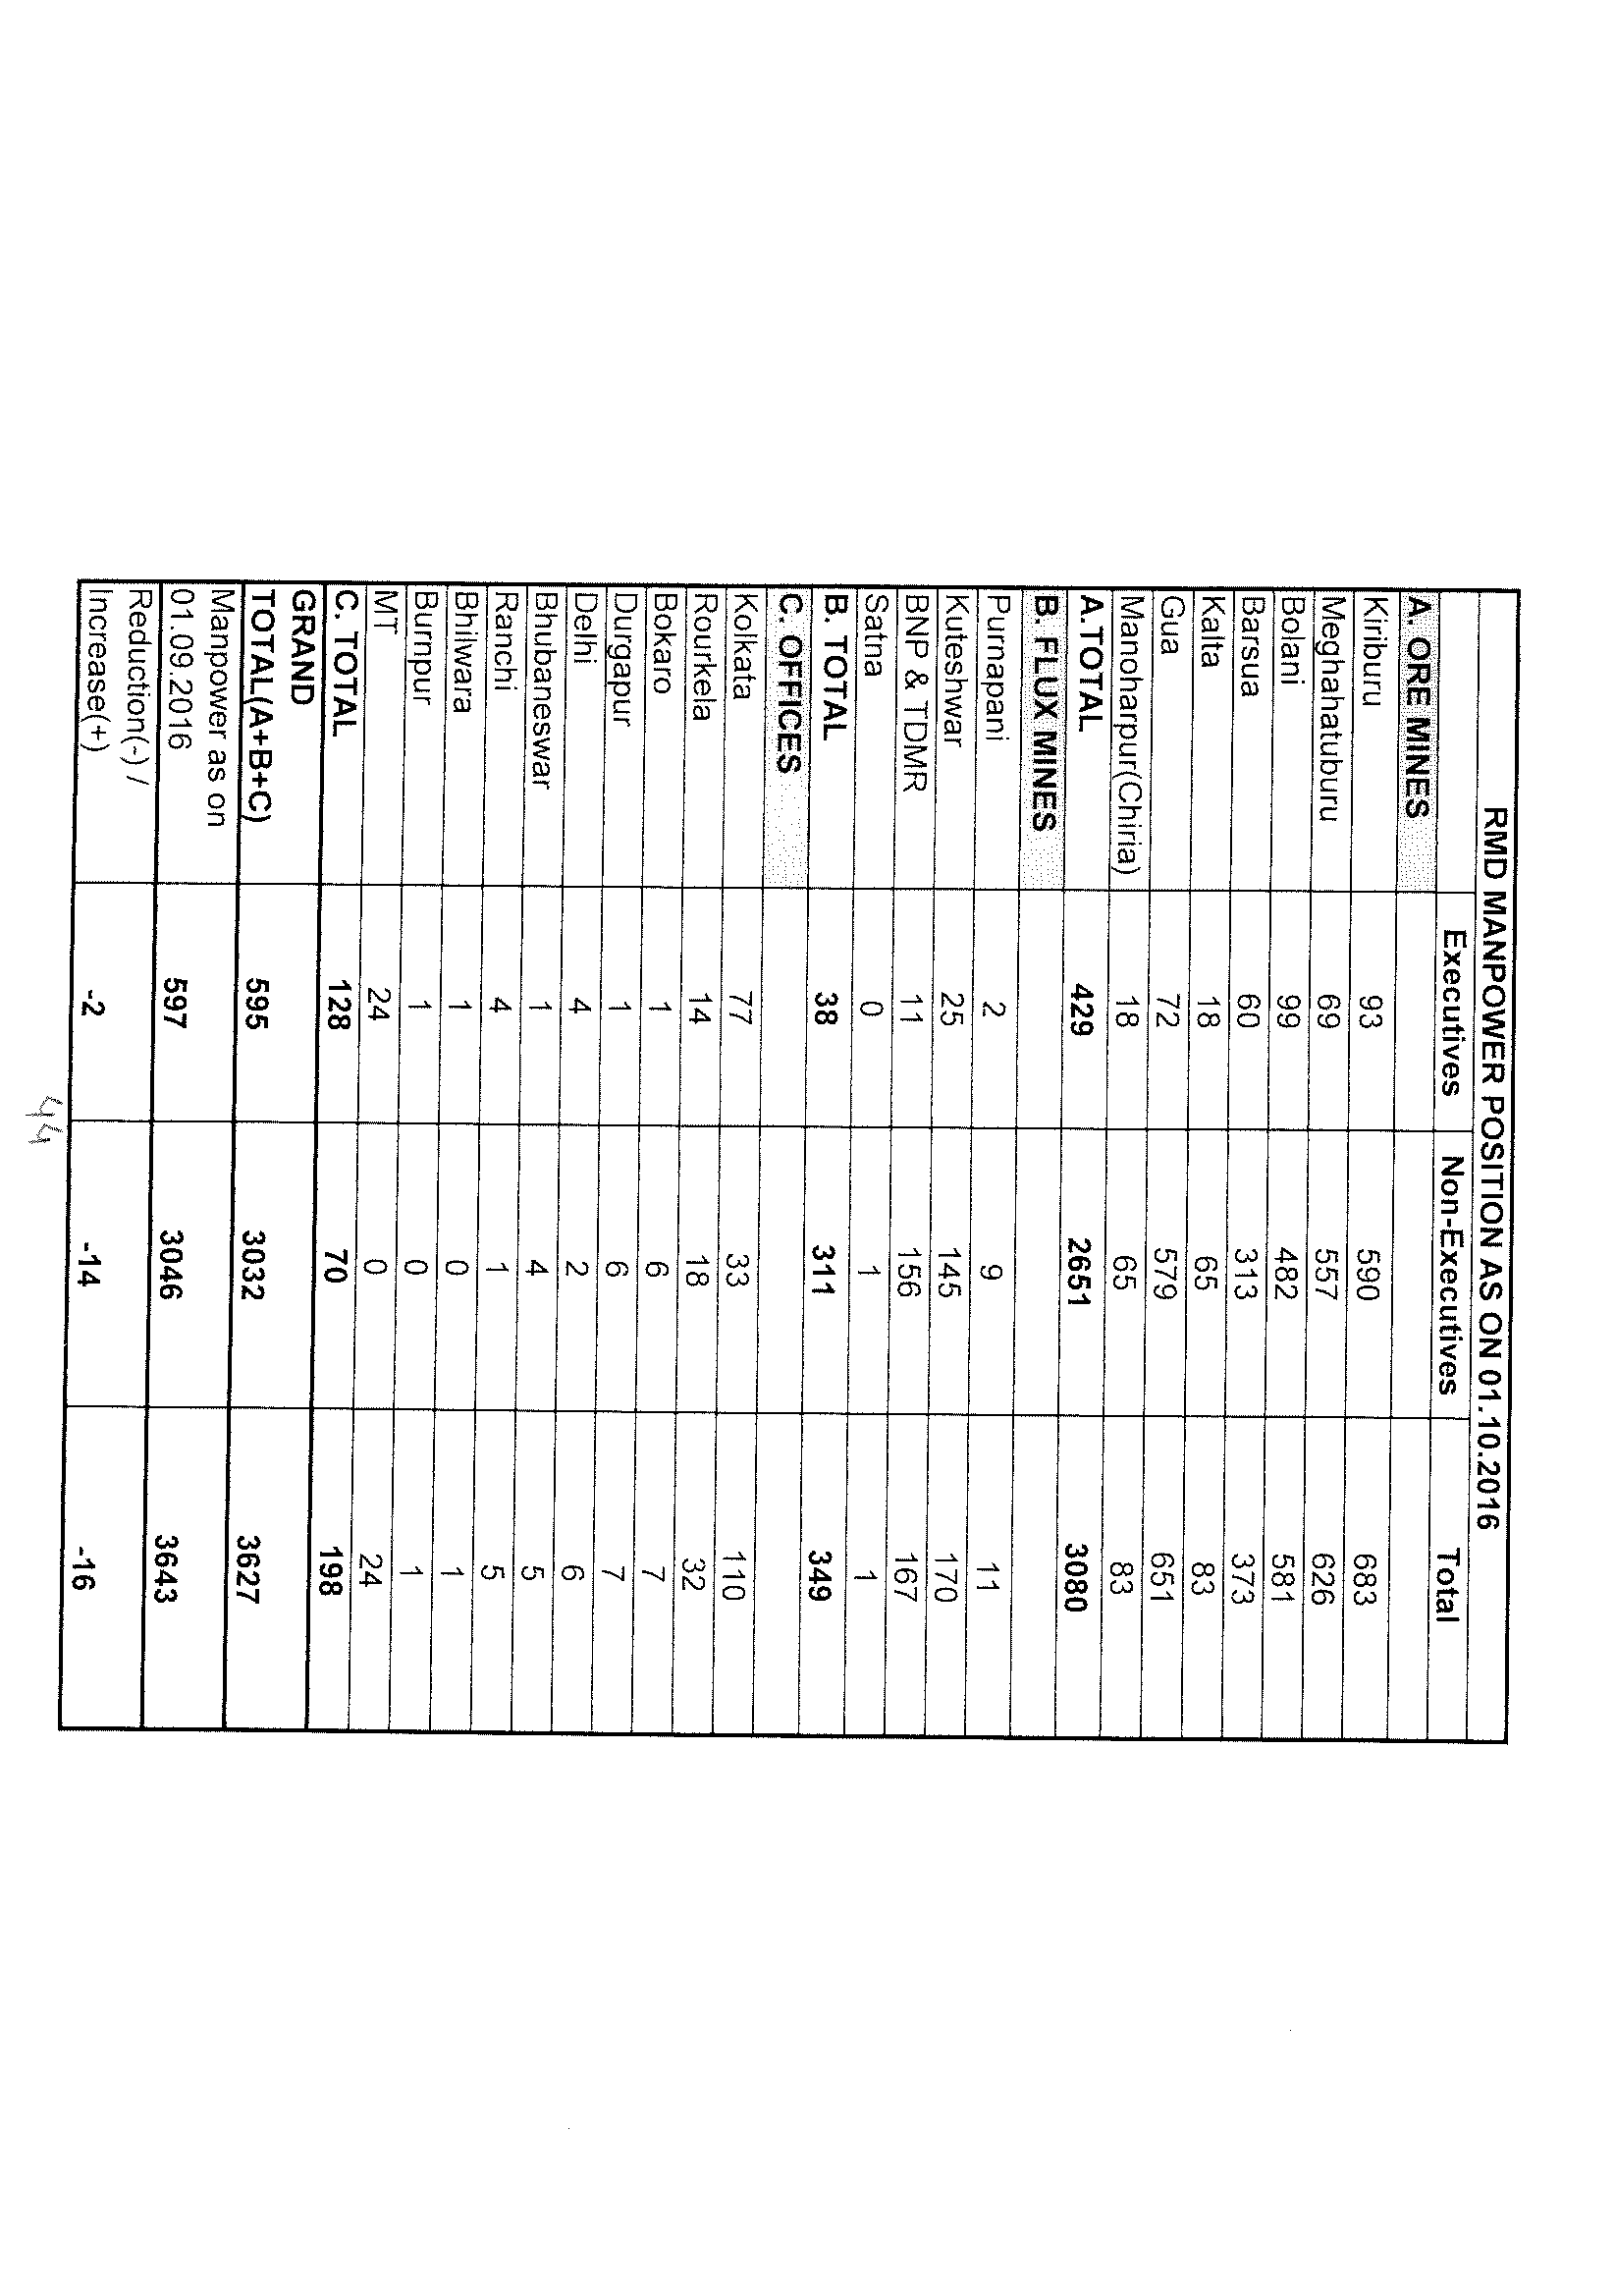 RMD MANPOWER POSITION AS ON 01.10.2016
Executives Non-Executives Total
A. ORE MINES
Kiriburu 93 590 683
Meghahatuburu 69 557 626
Bolani 99 482 581
Barsua 60 313 373
Kalta 18 65 83
Gua 72 579 651
Manoharpur(Chiria) 18 65 83
A.TOTAL 429 2651 3080
B. FLUX MINES
Purnapani 2 9 11
Kuteshwar 25 145 170
BNP & TDMR 11 156 167
Satna 0 1 1
B. TOTAL 38 311 349
C. OFFICES
Kolkata 77 33 110
Rourkela 14 18 32
Bokaro 1 6 7
Durgapur 1 6 7
Delhi 4 2 6
Bhubaneswar 1 4 5
Ranchi 4 1 5
Bhilwara 1 0 1
Burnpur 1 0 1
MT 24 0 24
C. TOTAL 128 70 198
GRAND
TOTAL(A+B+C) 595 3032 3627
Manpower as on
01.09.2016 597 3046 3643
Reduction(-) /
Increase(+) -2 -14 -16
44